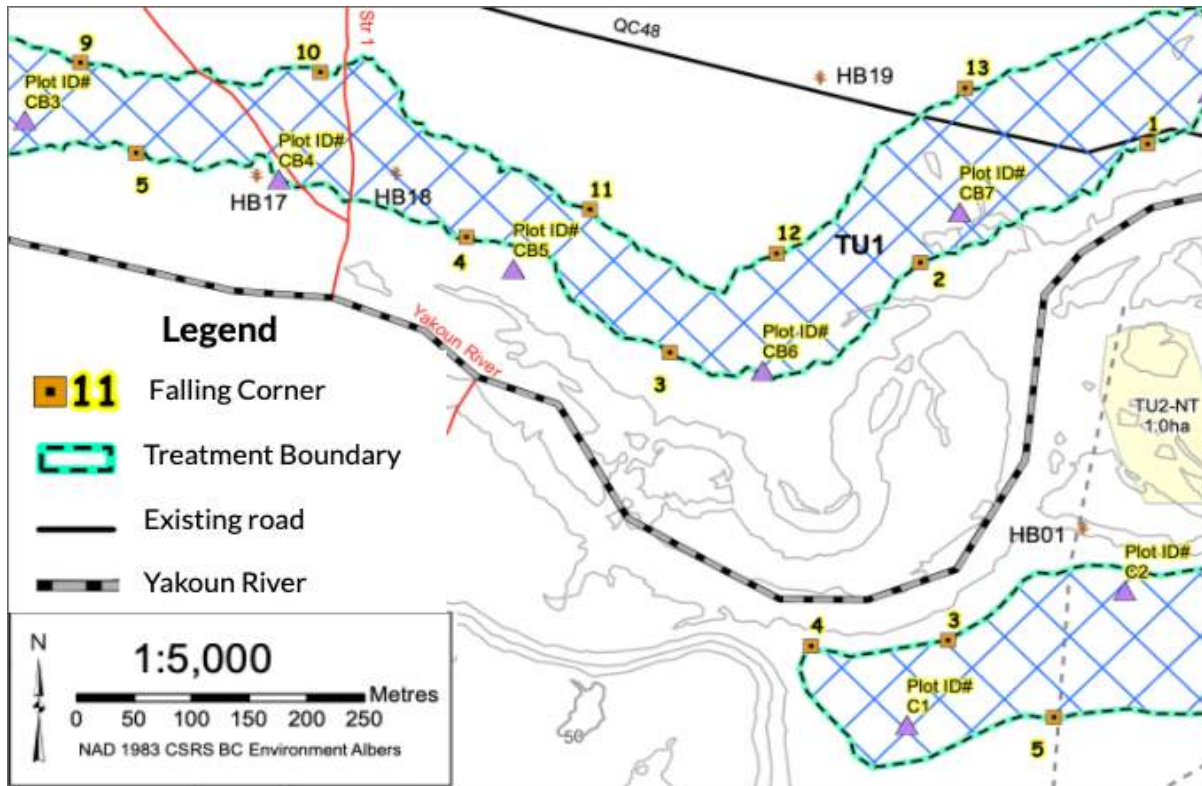 QC48
Str 1
9
10
13
HB19
Plot ID#
CB3
1
Plot ID#
CB4
5
HB17
HB18
11
Plot ID#
CB7
Plot ID#
CB5
4
12
TU1
2
Legend
Yakoun River
Plot ID#
CB6
3
11 Falling Corner
TU2-NT
1:0ha
Treatment Boundary
Existing road
HB01
Plot ID#
C2
Yakoun River
4
3
N
1:5,000
Metres
0 50 100 150 200 250
NAD 1983 CSRS BC Environment Albers
Plot ID#
C1
50
5